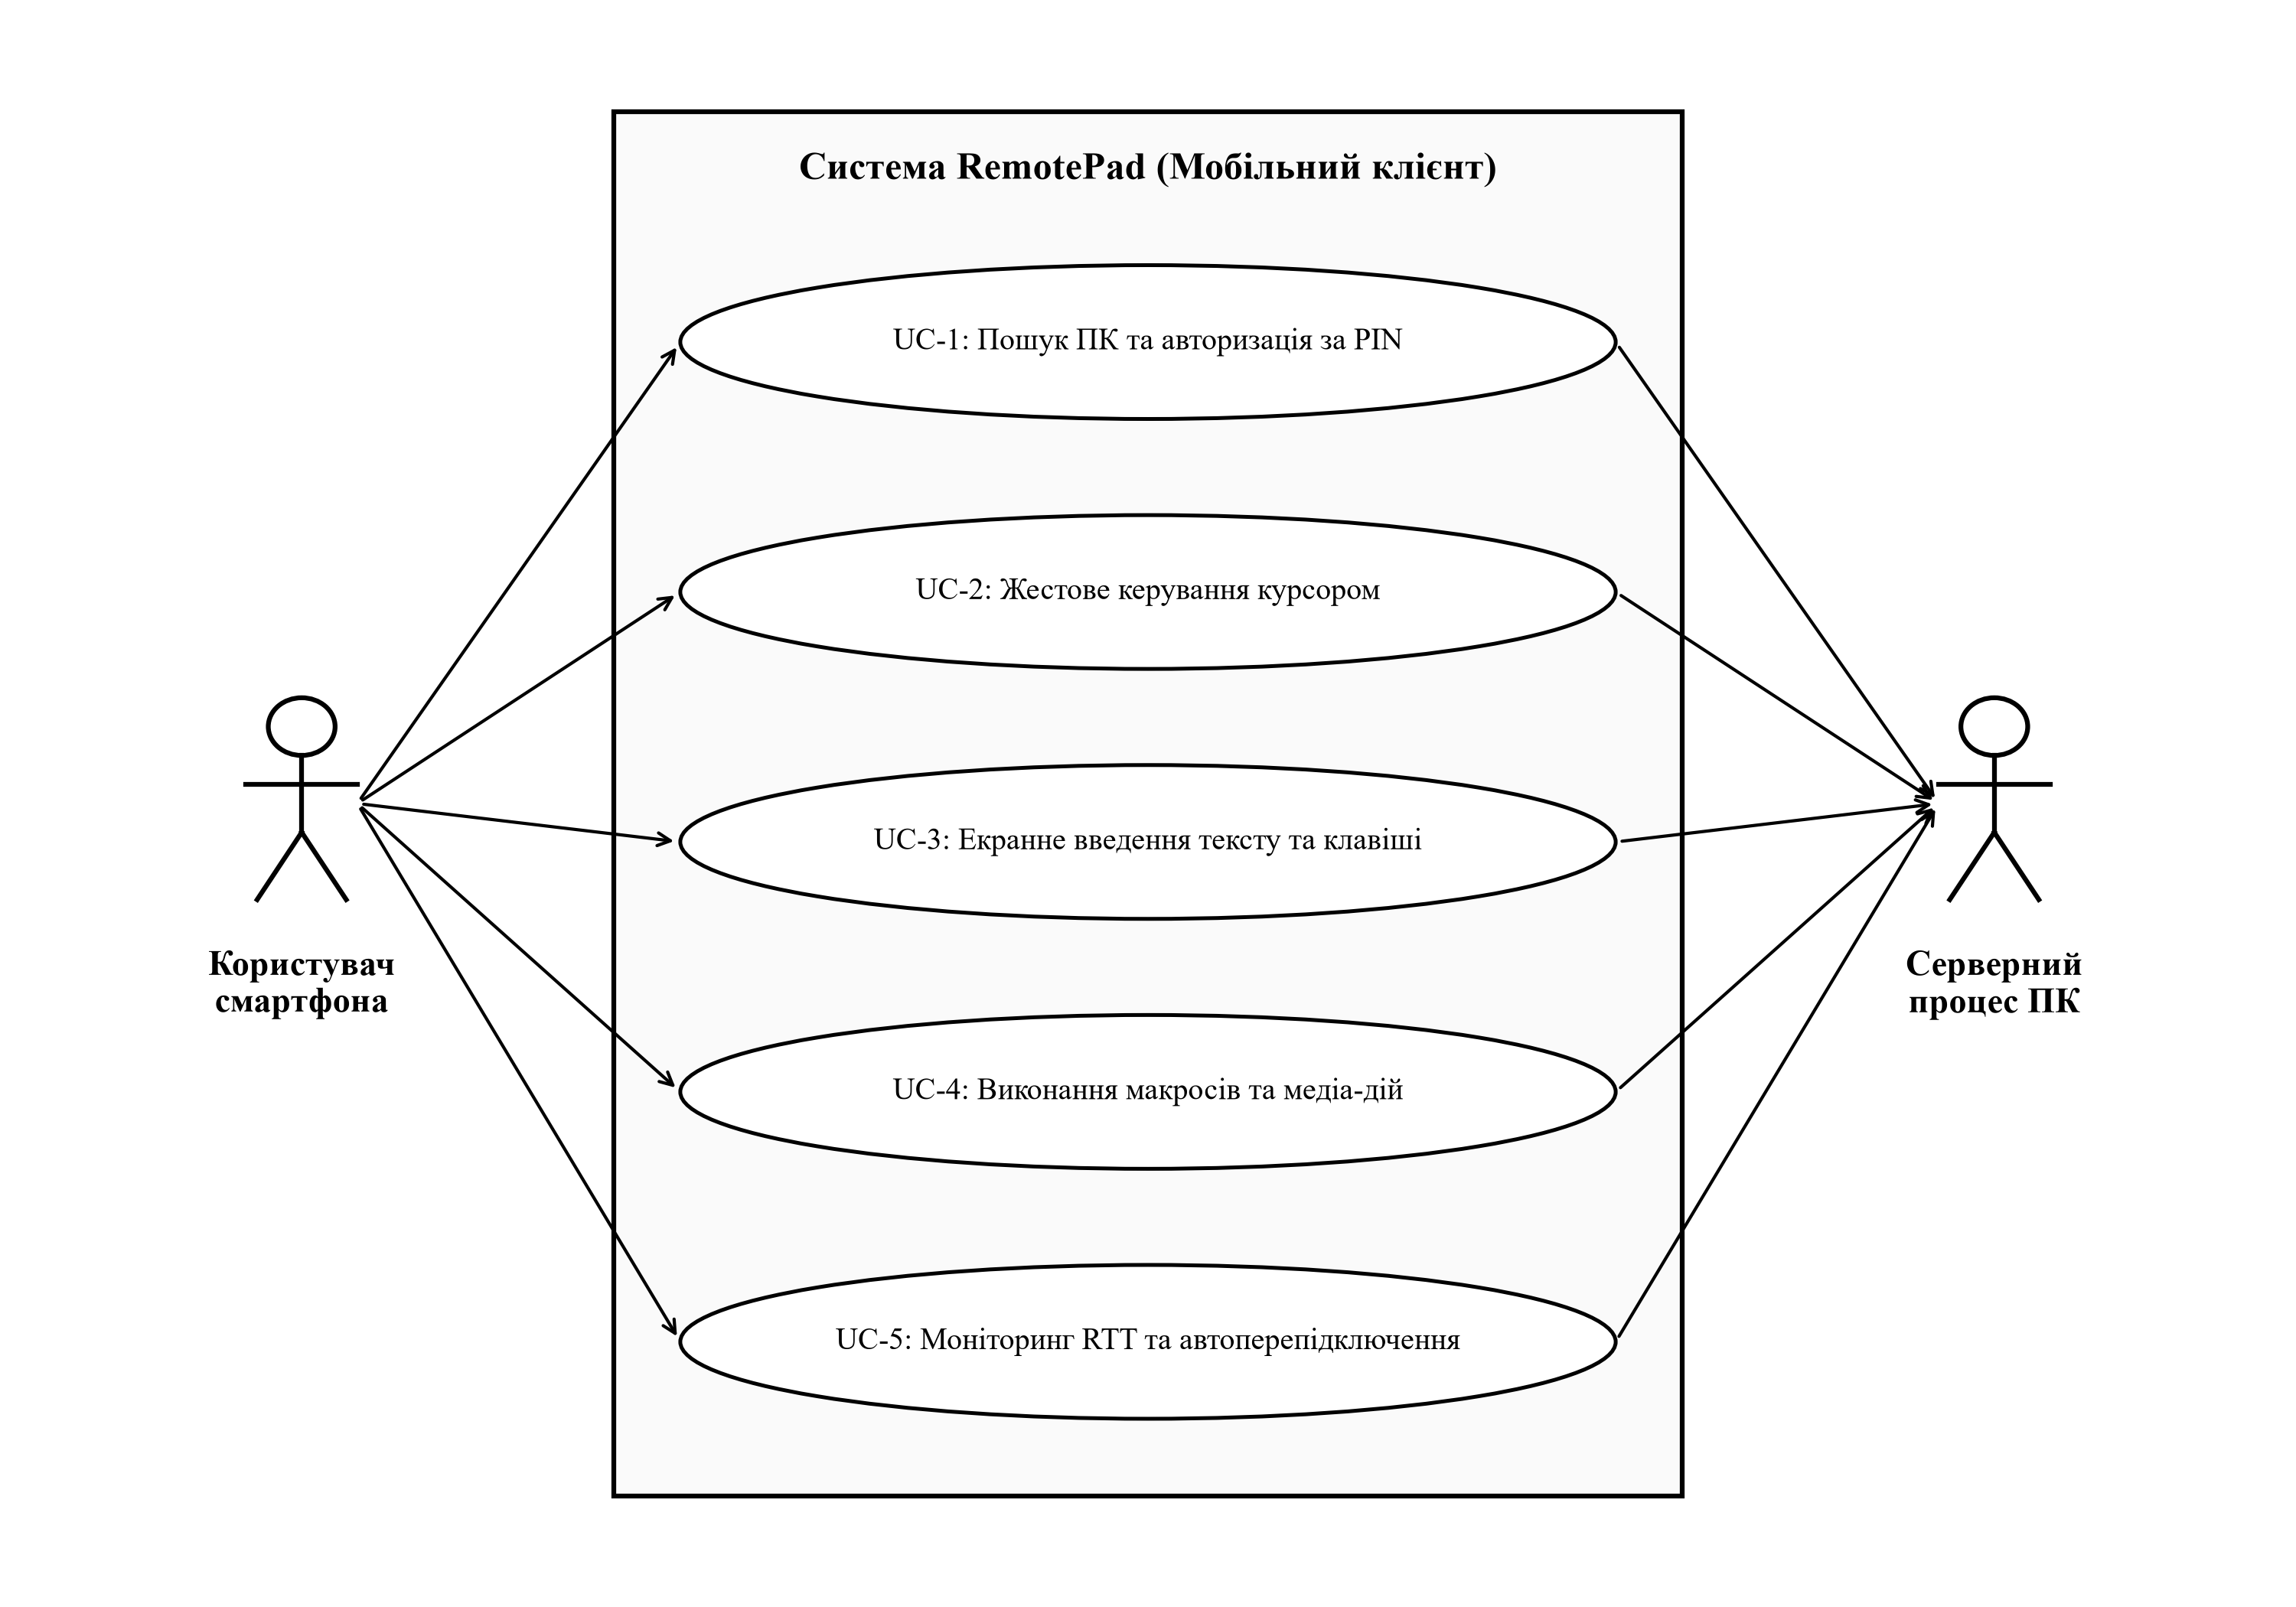 Система RemotePad (Мобільний клієнт)
UC-1: Пошук ПК та авторизація за PIN
UC-2: Жестове керування курсором
UC-3: Екранне введення тексту та клавіші
UC-4: Виконання макросів та медіа-дій
UC-5: Моніторинг RTT та автоперепідключення
Користувач
смартфона
Серверний
процес ПК